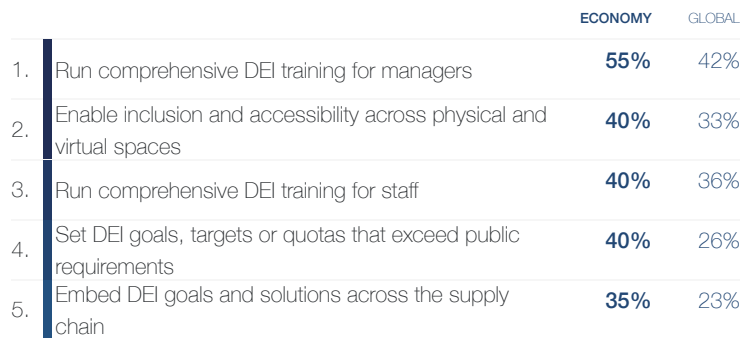 ECONOMY GLOBAL
1. Run comprehensive DEI training for managers 55% 42%
2. Enable inclusion and accessibility across physical and
virtual spaces 40% 33%
3. Run comprehensive DEI training for staff 40% 36%
4. Set DEI goals, targets or quotas that exceed public
requirements 40% 26%
5. Embed DEI goals and solutions across the supply
chain 35% 23%